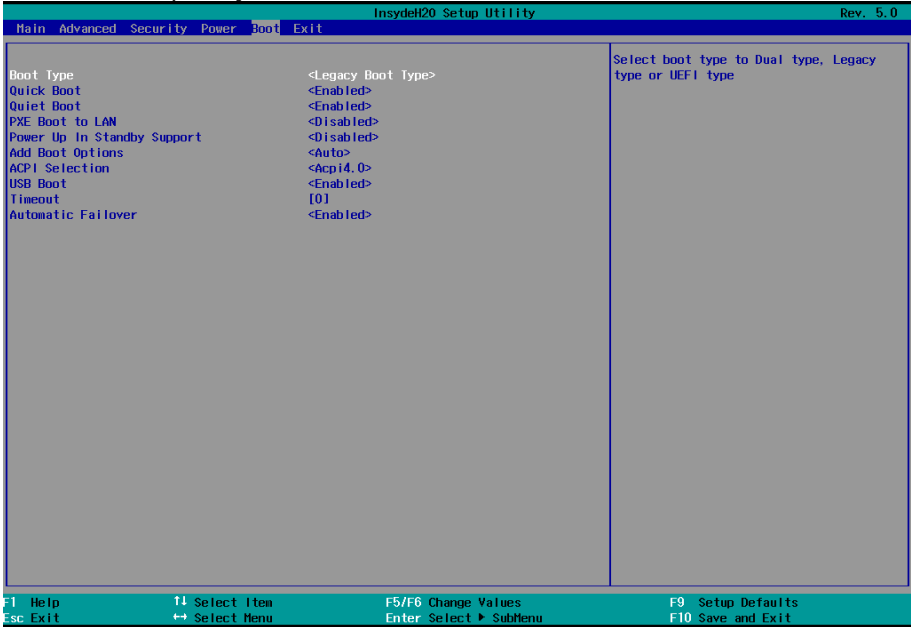 InsydeH20 Setup Utility Rev. 5.0
Main Advanced Security Power Boot Exit
Boot Type <Legacy Boot Type>
Quick Boot <Enabled>
Quiet Boot <Enabled>
PXE Boot to LAN <Disabled>
Power Up In Standby Support <Disabled>
Add Boot Options <Auto>
ACPI Selection <Acpi4.0>
USB Boot <Enabled>
Timeout [0]
Automatic Failover <Enabled>
Select boot type to Dual type, Legacy
type or UEFI type
F1 Help ↑↓ Select Item F5/F6 Change Values F9 Setup Defaults
Esc Exit ↔ Select Menu Enter Select ▶ SubMenu F10 Save and Exit